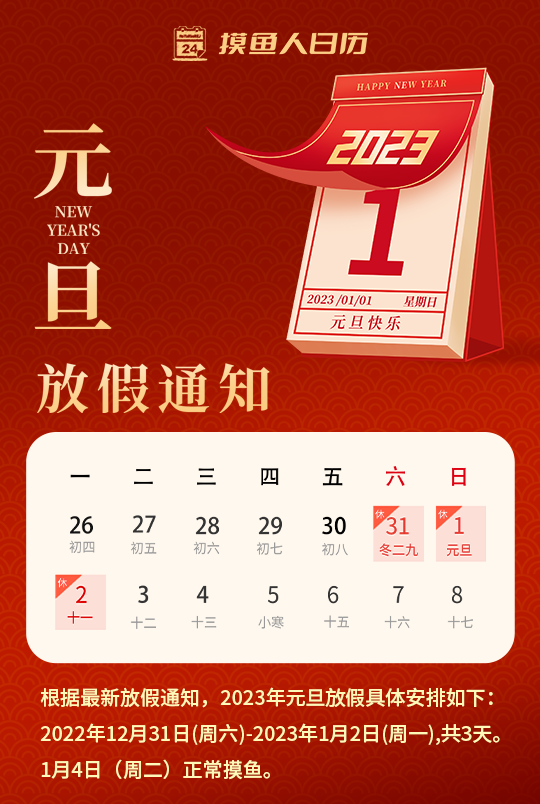 24
摸鱼人日历
HAPPY NEW YEAR
2023
1
2023/01/01 星期日
元旦快乐
元
NEW
YEAR'S
DAY
旦
放假通知
一 二 三 四 五 六 日
26 27 28 29 30 休 31 休 1
初四 初五 初六 初七 初八 冬二九 元旦
休 2 3 4 5 6 7 8
十一 十二 十三 小寒 十五 十六 十七
根据最新放假通知，2023年元旦放假具体安排如下：
2022年12月31日(周六)-2023年1月2日(周一),共3天。
1月4日（周二）正常摸鱼。